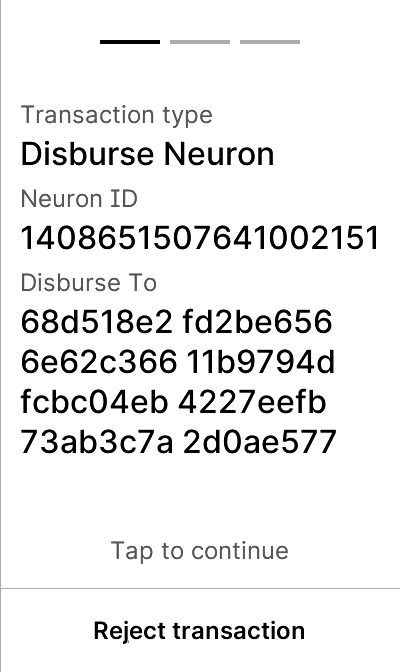 Transaction type
Disburse Neuron
Neuron ID
1408651507641002151
Disburse To
68d518e2 fd2be656
6e62c366 11b9794d
fcbc04eb 4227eefb
73ab3c7a 2d0ae577
Tap to continue
Reject transaction